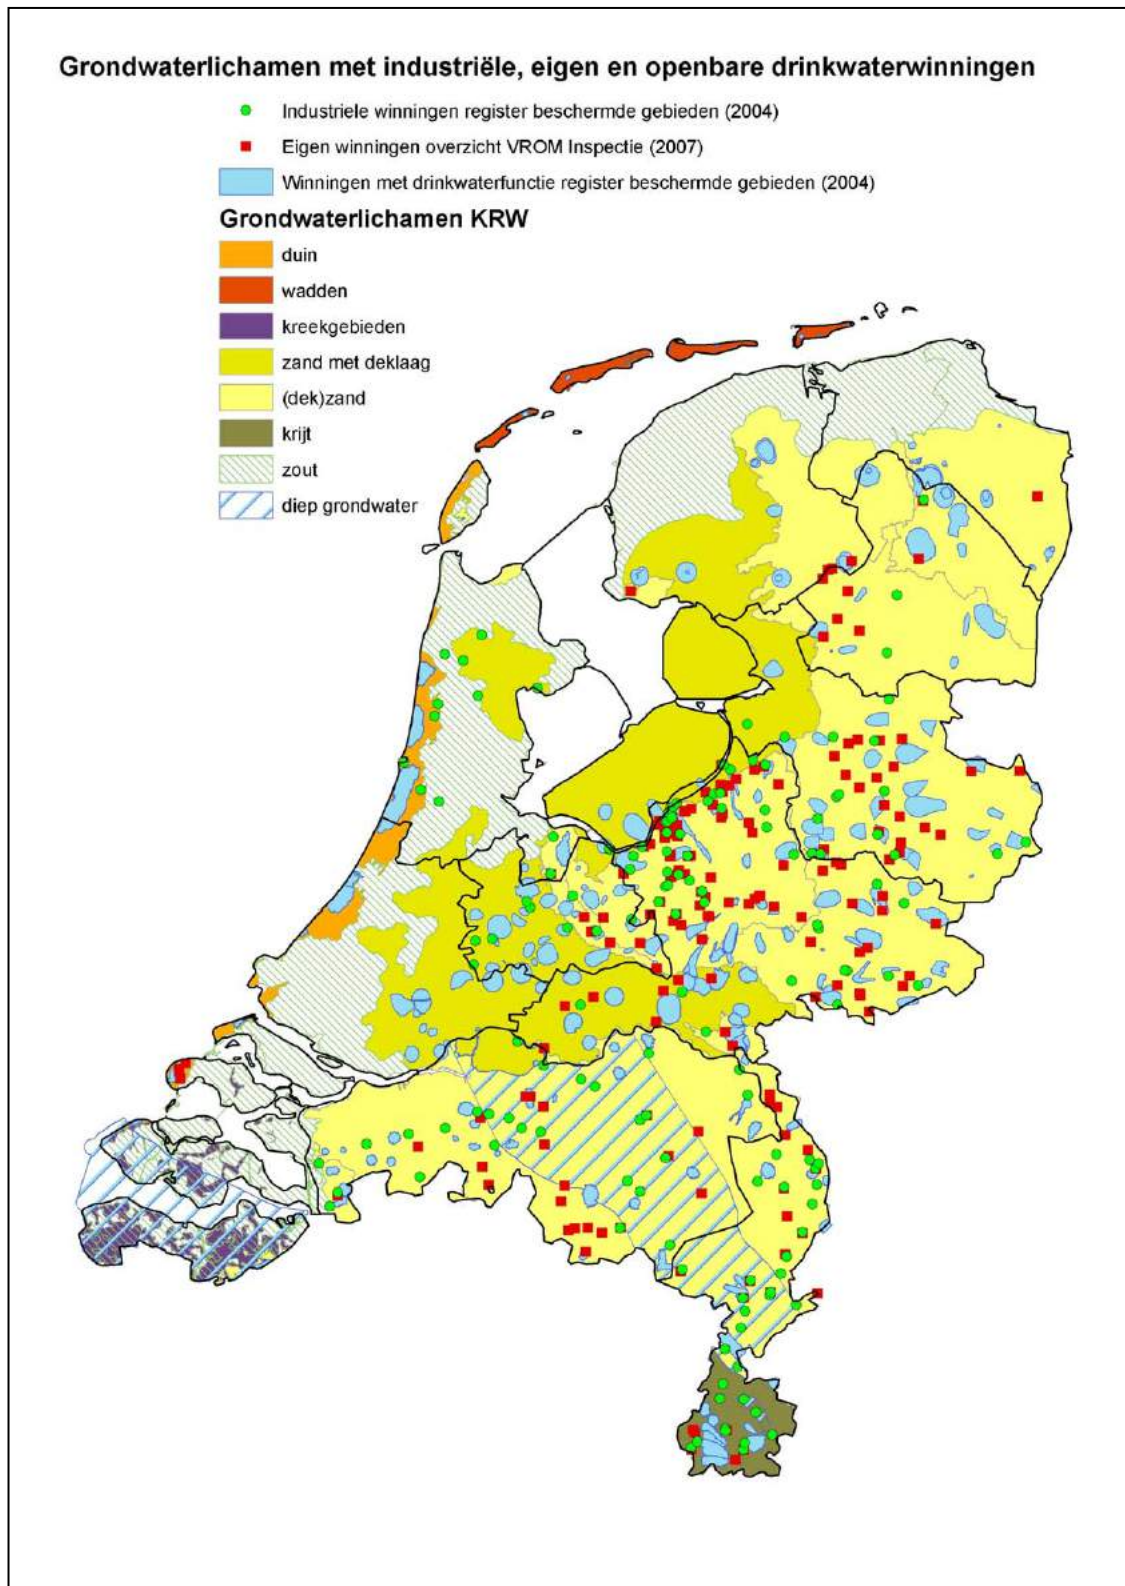 Grondwaterlichamen met industriële, eigen en openbare drinkwaterwinningen
Industriele winningen register beschermde gebieden (2004)
Eigen winningen overzicht VROM Inspectie (2007)
Winningen met drinkwaterfunctie register beschermde gebieden (2004)
Grondwaterlichamen KRW
duin
wadden
kreekgebieden
zand met deklaag
(dek)zand
krijt
zout
diep grondwater